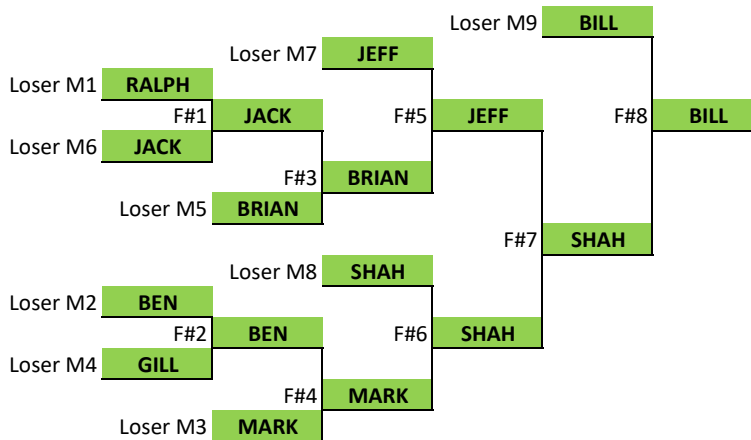 Loser M9 BILL
Loser M7 JEFF
Loser M1 RALPH
F#1 JACK F#5 JEFF F#8 BILL
Loser M6 JACK
F#3 BRIAN
Loser M5 BRIAN
F#7 SHAH
Loser M8 SHAH
Loser M2 BEN
F#2 BEN F#6 SHAH
Loser M4 GILL
F#4 MARK
Loser M3 MARK